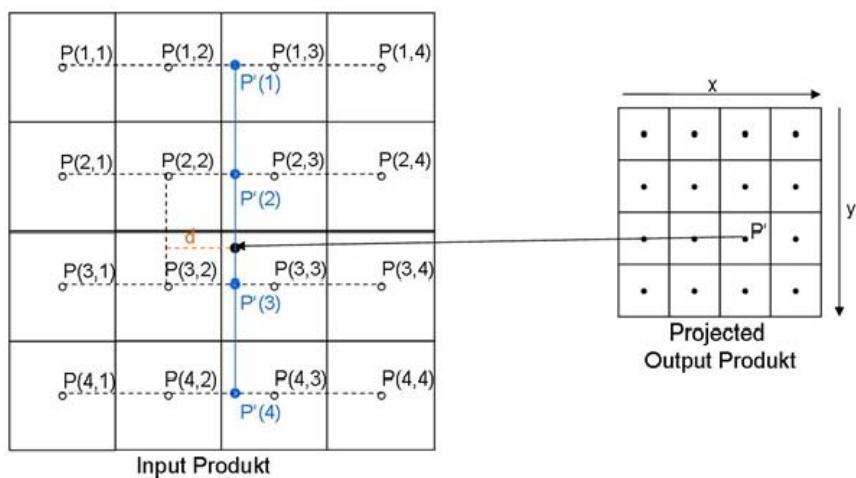 P(1,1) P(1,2) P(1,3) P(1,4)
P'(1)
P(2,1) P(2,2) P(2,3) P(2,4)
P'(2)
d
P(3,1) P(3,2) P(3,3) P(3,4)
P'(3)
P(4,1) P(4,2) P(4,3) P(4,4)
P'(4)
Input Produkt
x
y
P'
Projected
Output Produkt